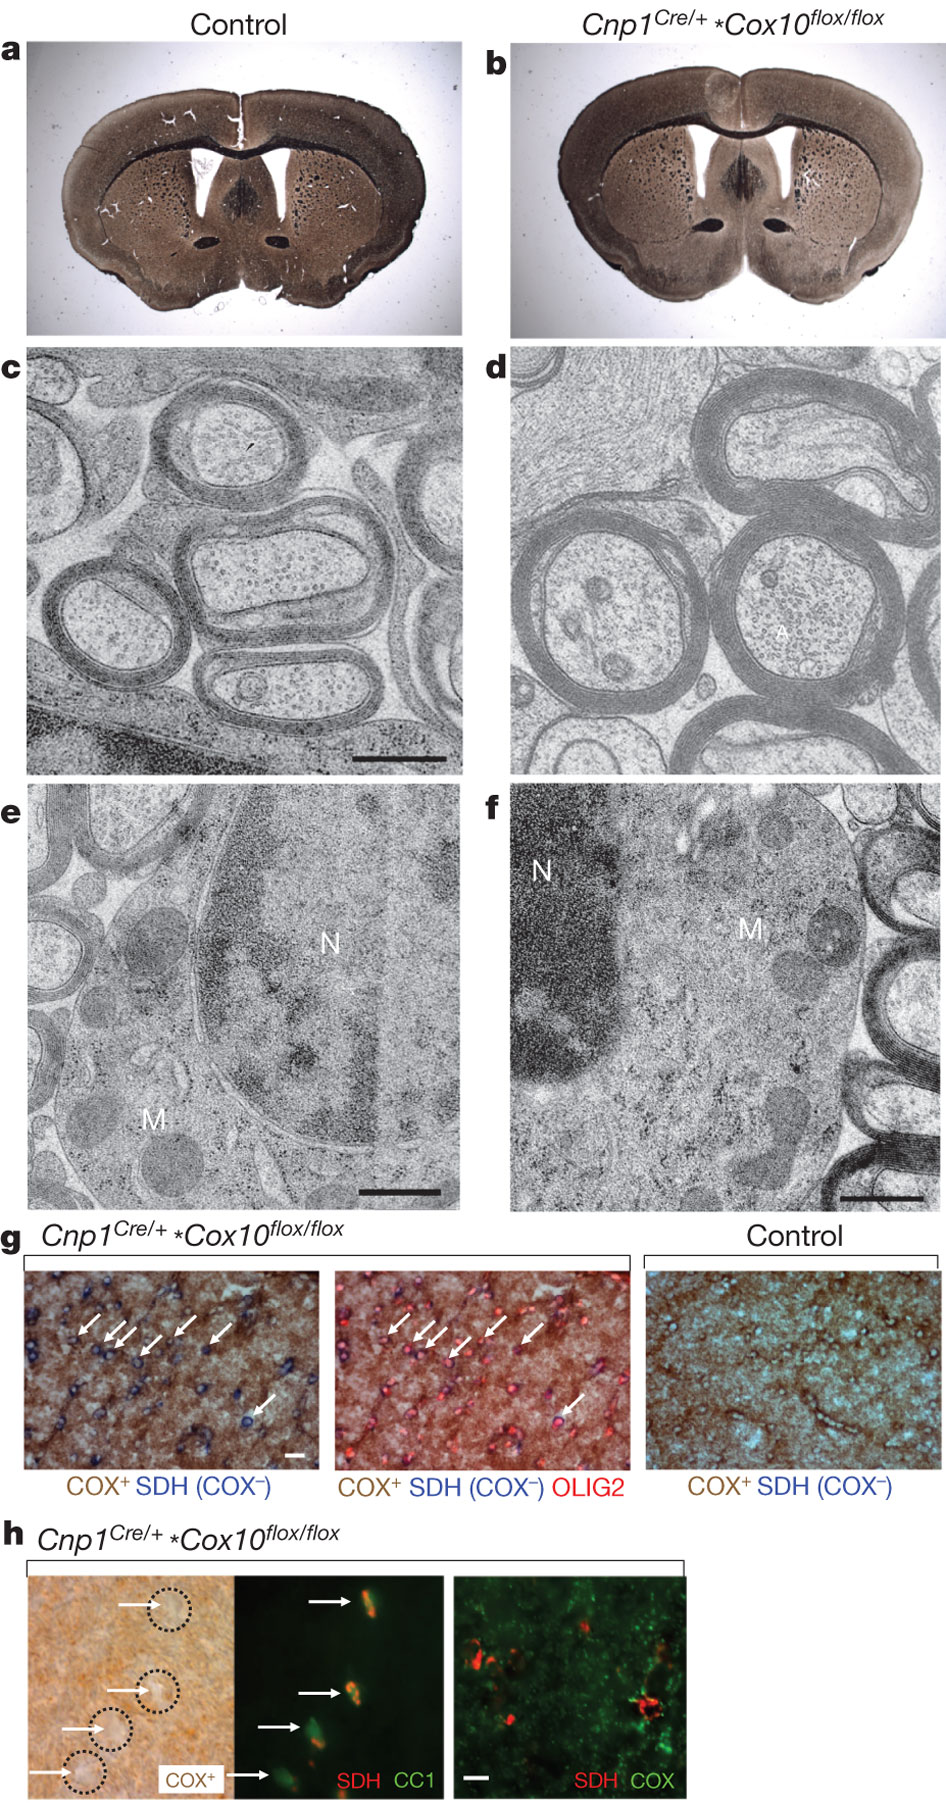 Control
Cnp1Cre/+ *Cox10flox/flox
a
b
c
d
A
e
f
N
M
N
M
g
Cnp1Cre/+ *Cox10flox/flox
Control
COX+ SDH (COX–)
COX+ SDH (COX–) OLIG2
COX+ SDH (COX–)
h
Cnp1Cre/+ *Cox10flox/flox
COX+
SDH CC1
SDH COX